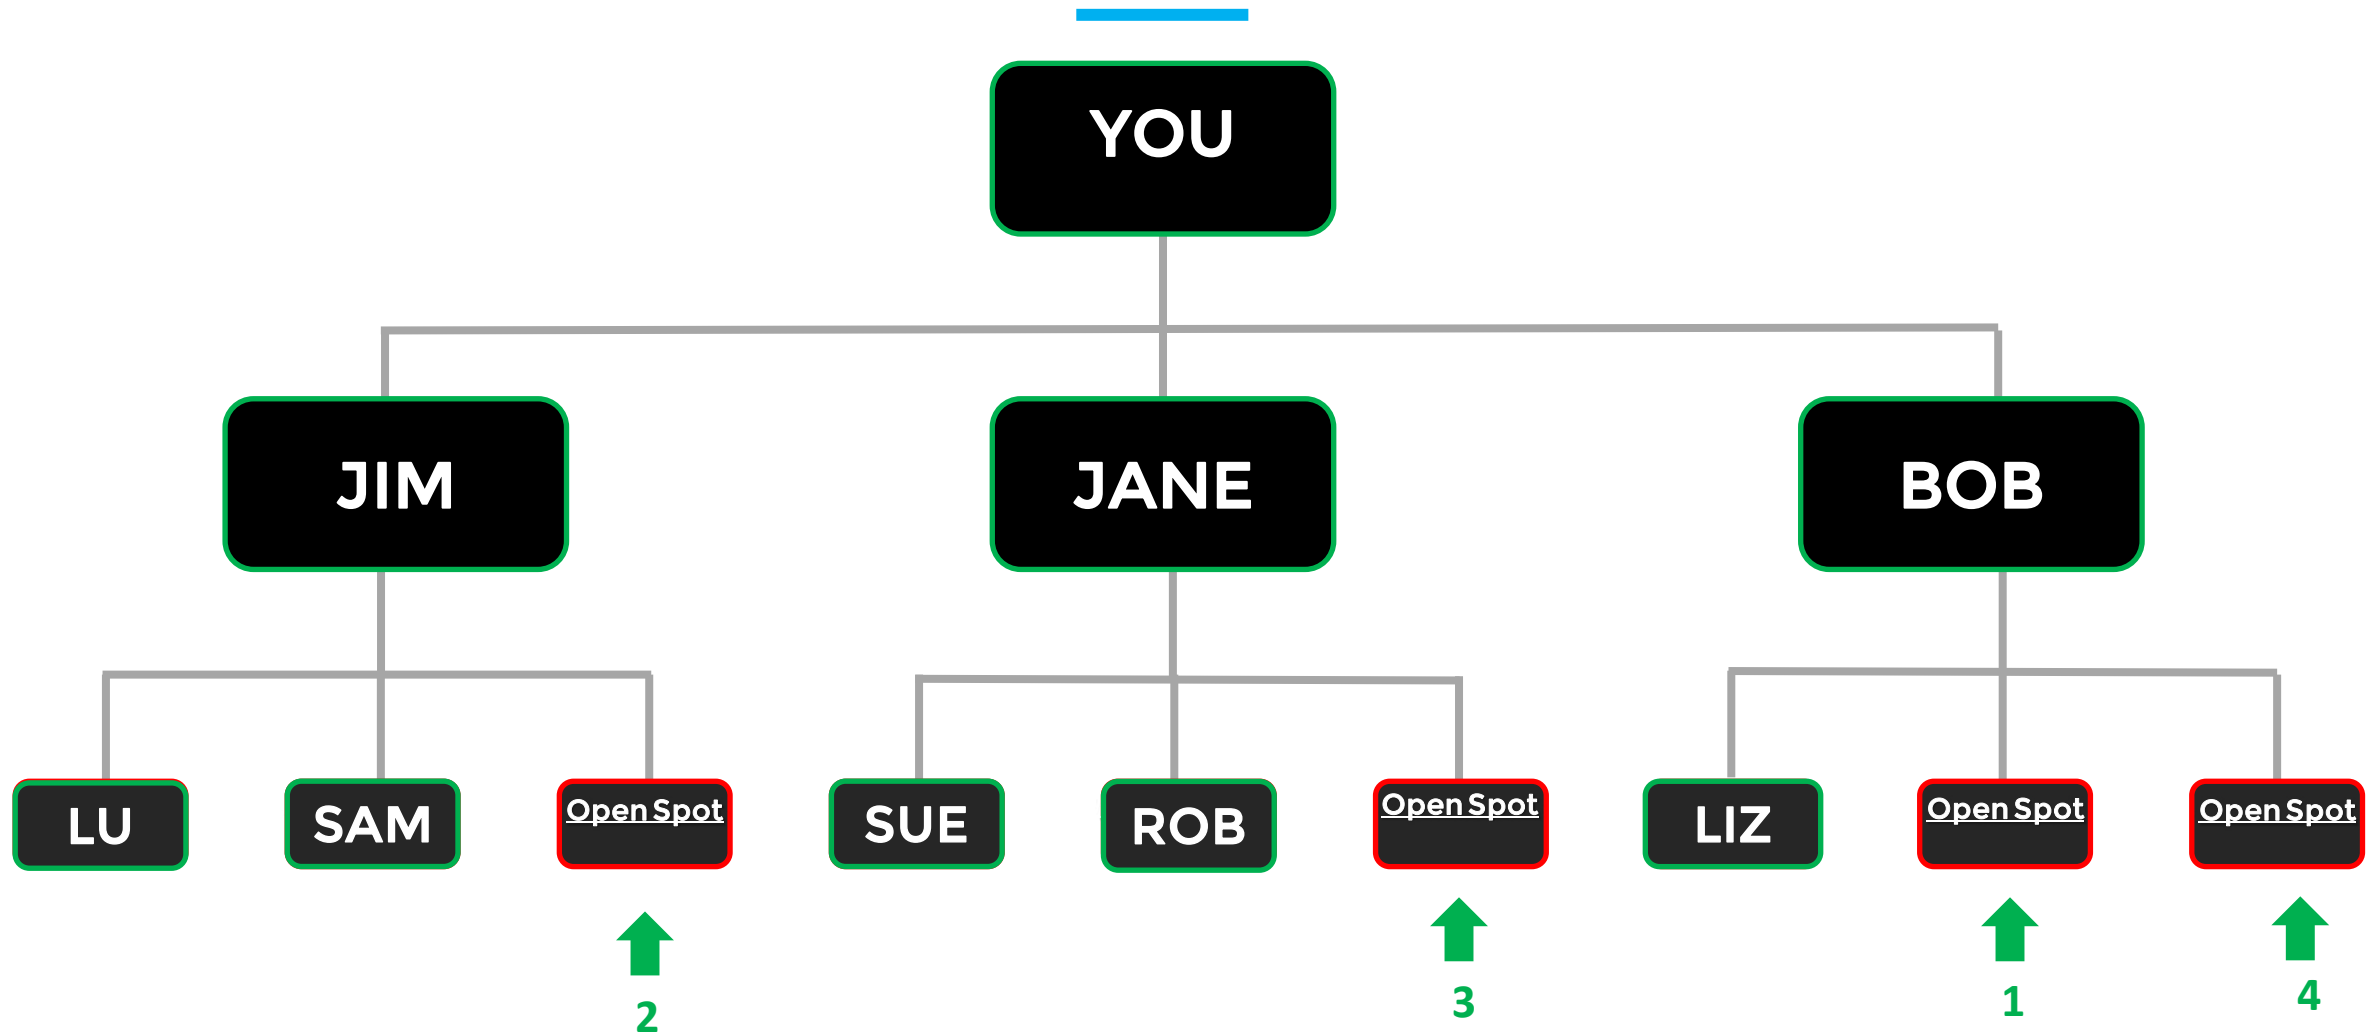 YOU
JIM
JANE
BOB
LU
SAM
Open Spot
SUE
ROB
Open Spot
LIZ
Open Spot
Open Spot
2
3
1
4